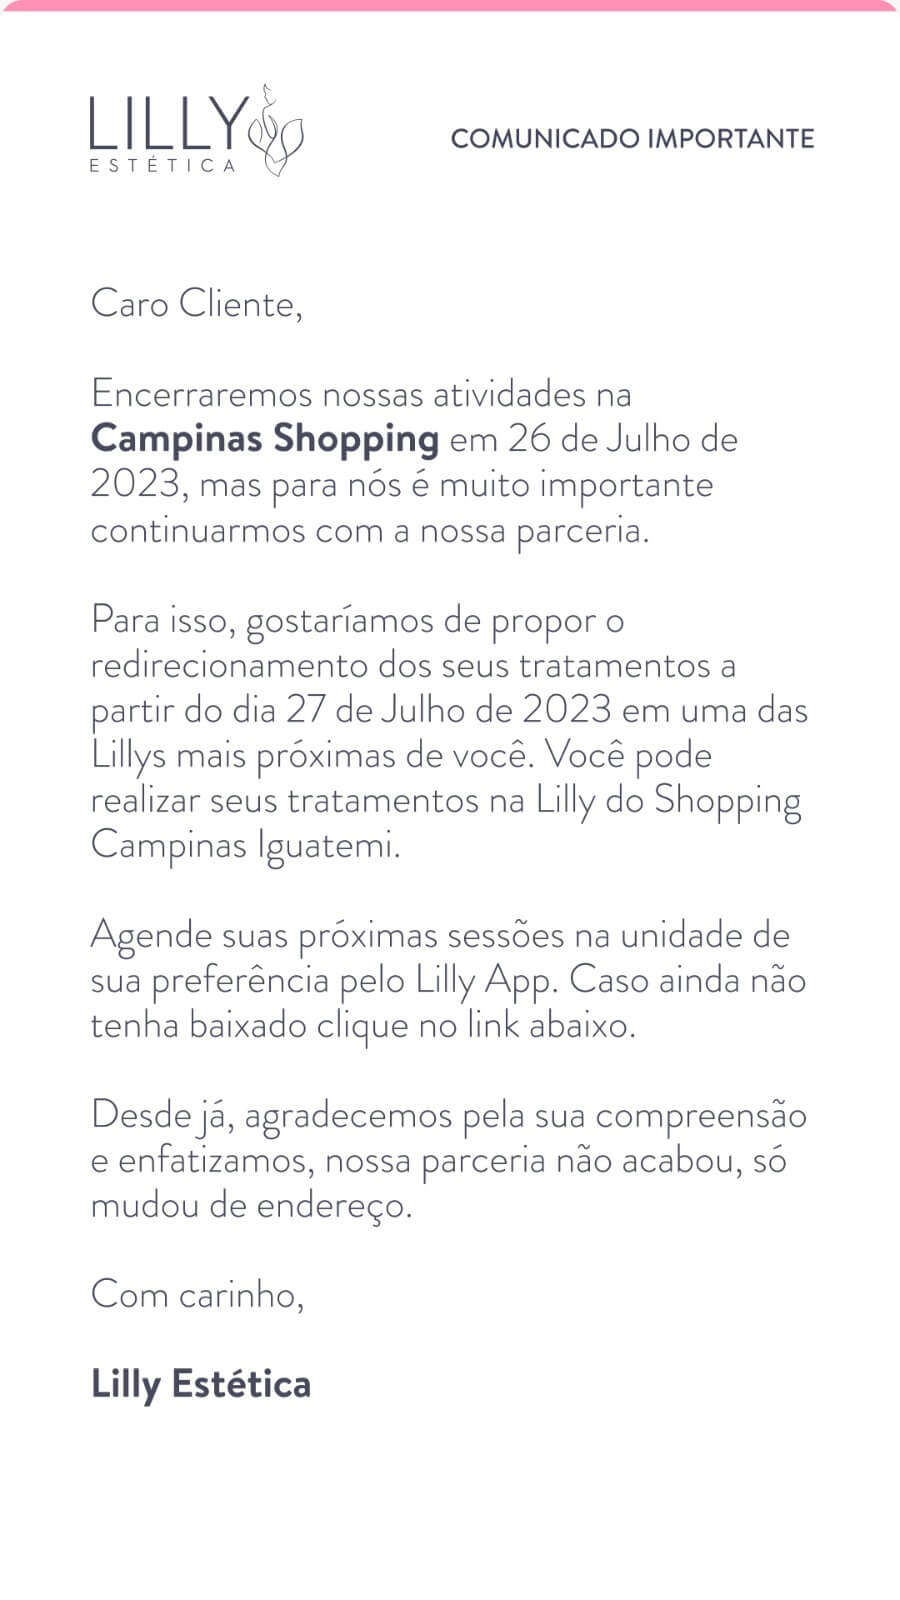 LILLY
ESTÉTICA
COMUNICADO IMPORTANTE
Caro Cliente,
Encerraremos nossas atividades na
Campinas Shopping em 26 de Julho de
2023, mas para nós é muito importante
continuarmos com a nossa parceria.
Para isso, gostaríamos de propor o
redirecionamento dos seus tratamentos a
partir do dia 27 de Julho de 2023 em uma das
Lillys mais próximas de você. Você pode
realizar seus tratamentos na Lilly do Shopping
Campinas Iguatemi.
Agende suas próximas sessões na unidade de
sua preferência pelo Lilly App. Caso ainda não
tenha baixado clique no link abaixo.
Desde já, agradecemos pela sua compreensão
e enfatizamos, nossa parceria não acabou, só
mudou de endereço.
Com carinho,
Lilly Estética